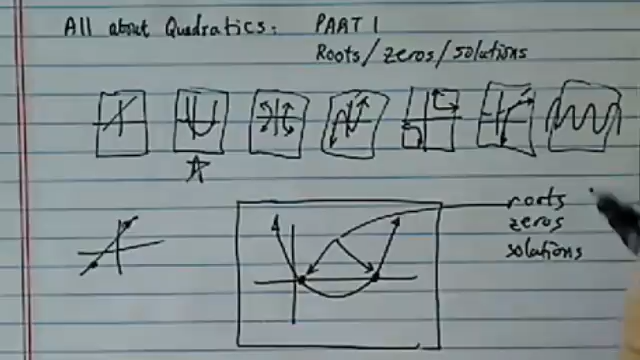 All about Quadratics: PART 1
Roots/zeros/solutions
roots
zeros
solutions